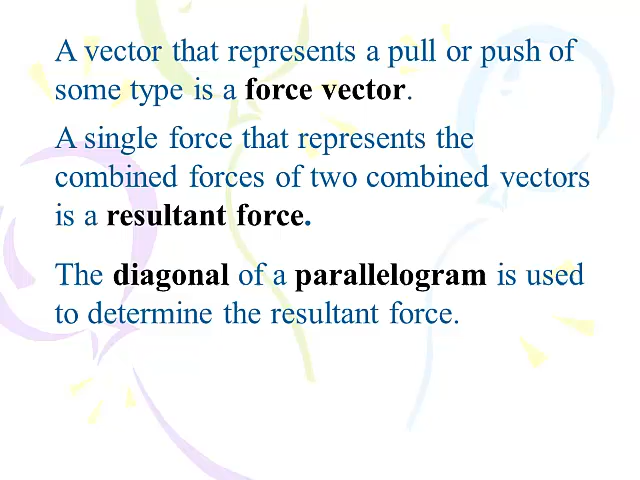 A vector that represents a pull or push of
some type is a force vector.
A single force that represents the
combined forces of two combined vectors
is a resultant force.
The diagonal of a parallelogram is used
to determine the resultant force.